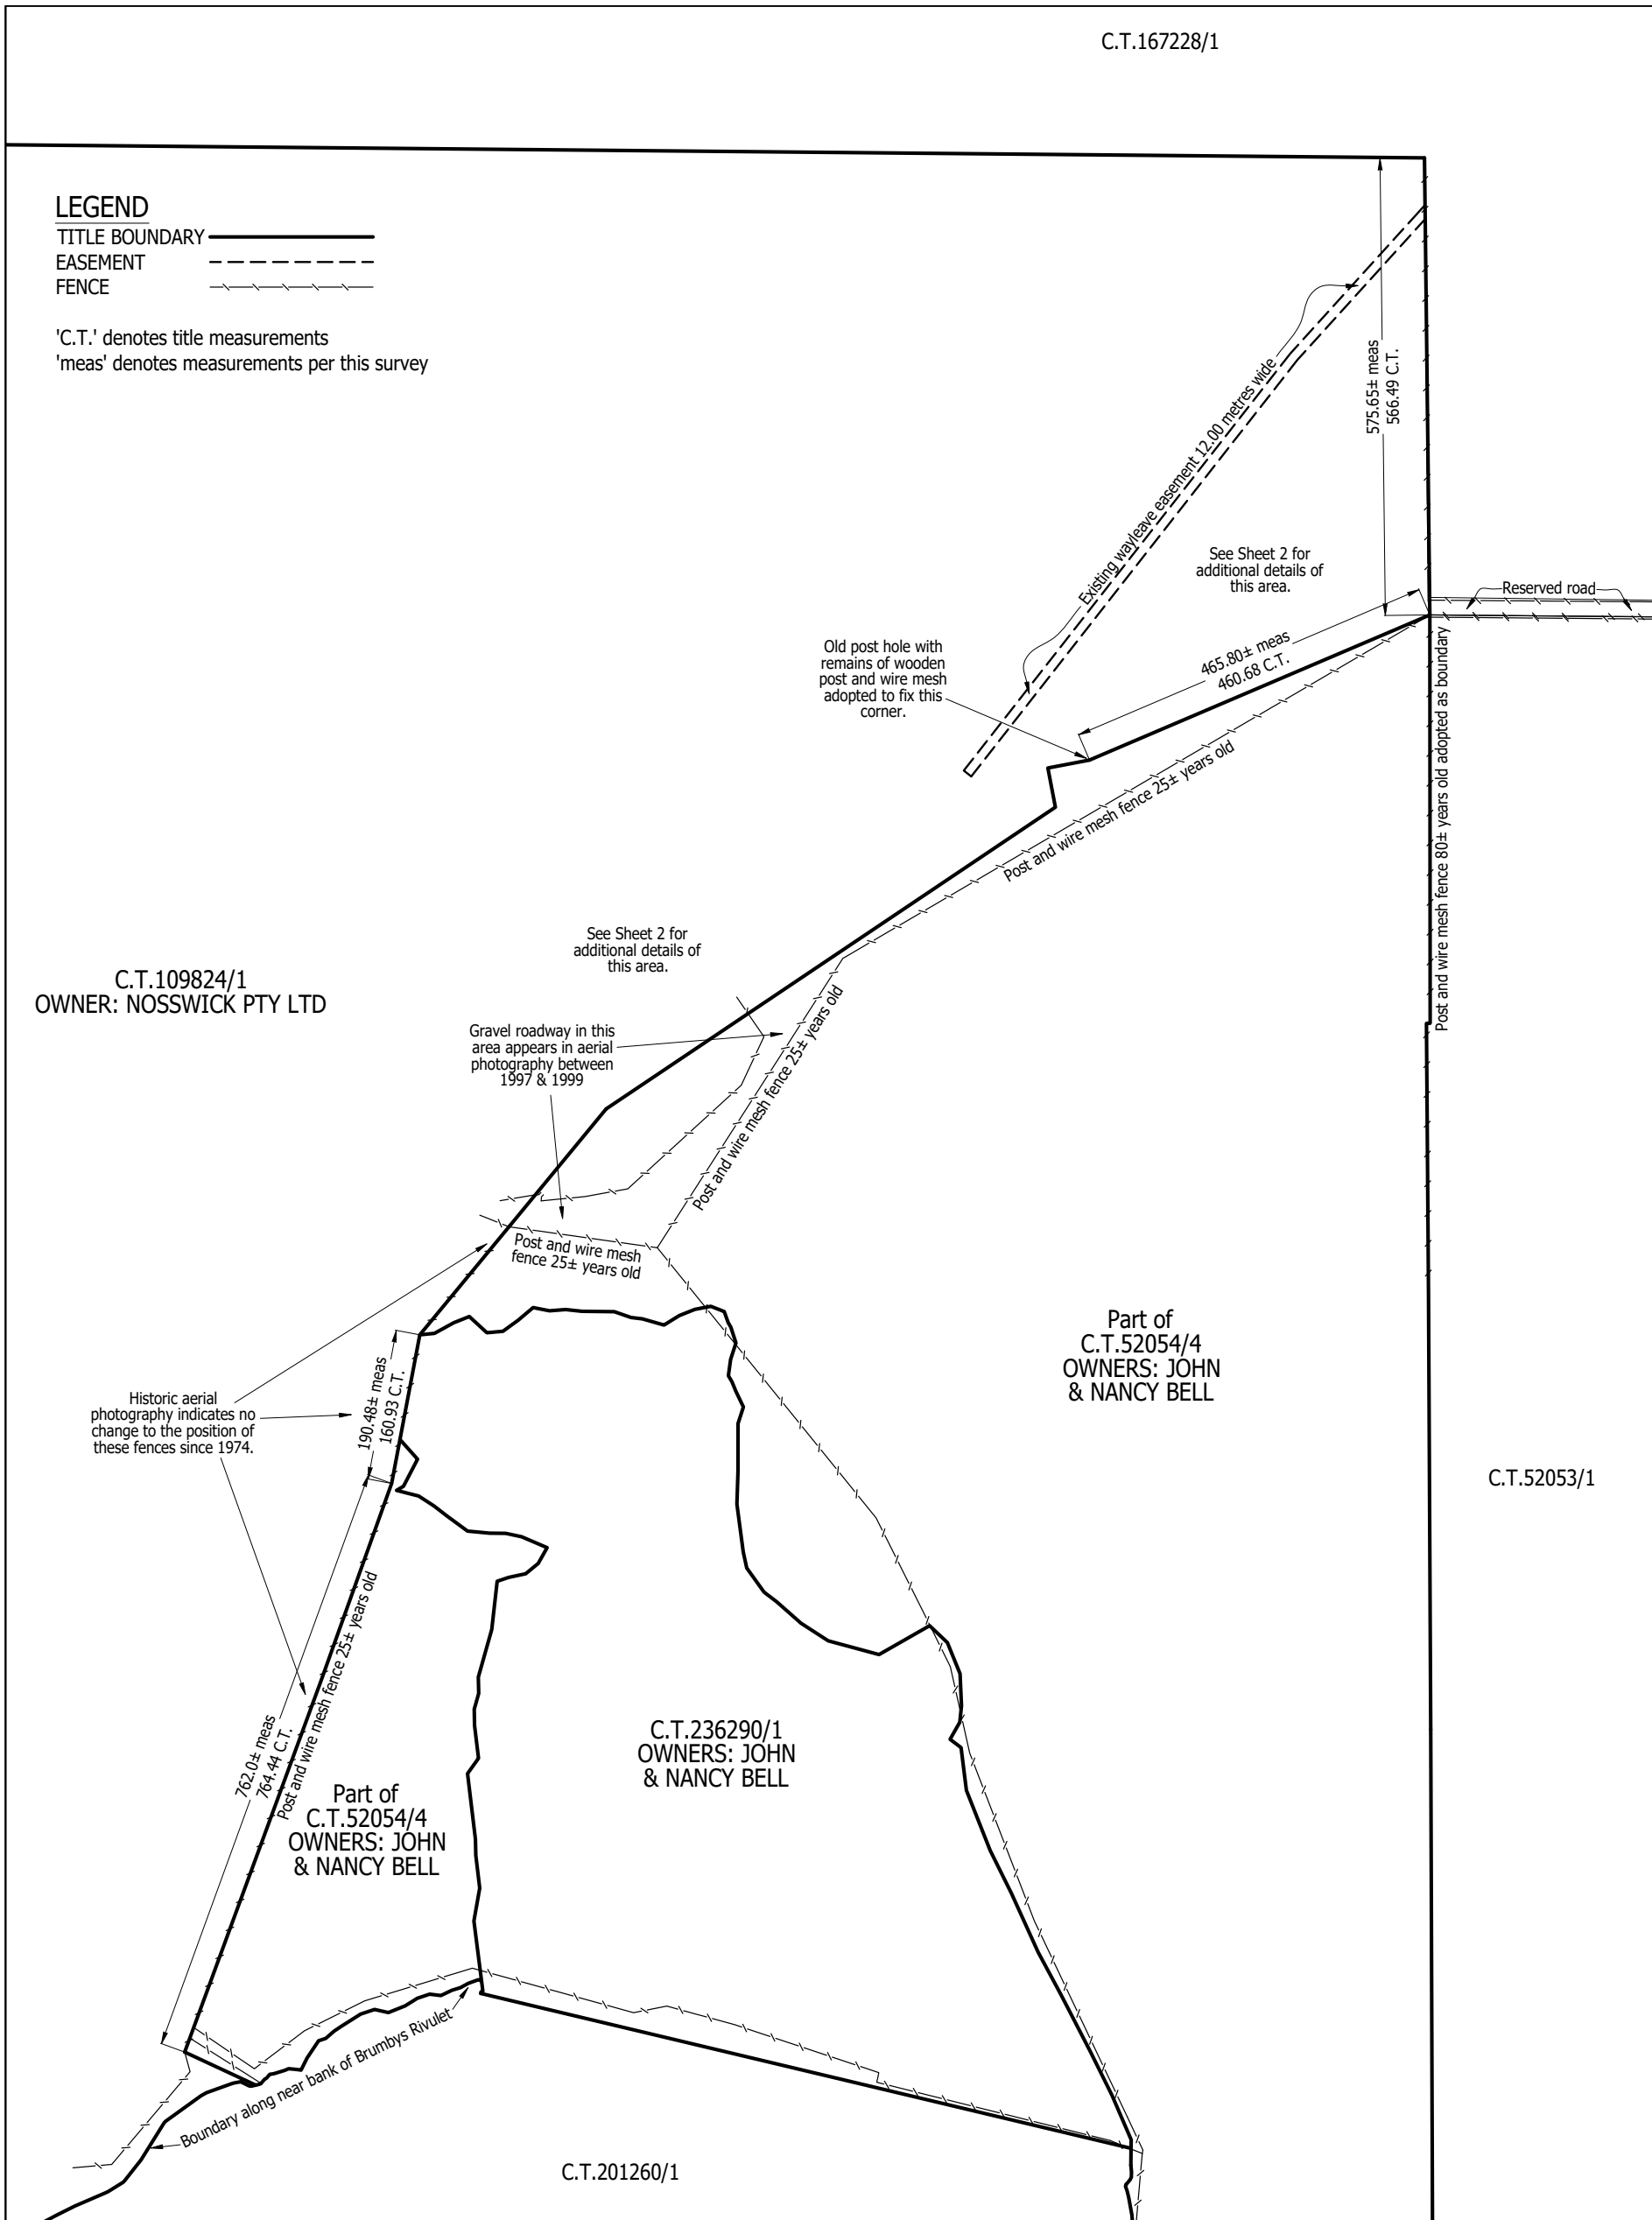 C.T.167228/1
LEGEND
TITLE BOUNDARY
EASEMENT
FENCE
'C.T.' denotes title measurements
'meas' denotes measurements per this survey
575.65± meas
566.49 C.T.
Existing wayleave easement 12.00 metres wide
See Sheet 2 for
additional details of
this area.
Reserved road
Old post hole with
remains of wooden
post and wire mesh
adopted to fix this
corner.
465.80± meas
460.68 C.T.
Post and wire mesh fence 25± years old
Post and wire mesh fence 80± years old adopted as boundary
See Sheet 2 for
additional details of
this area.
C.T.109824/1
OWNER: NOSSWICK PTY LTD
Gravel roadway in this
area appears in aerial
photography between
1997 & 1999
Post and wire mesh fence 25± years old
Post and wire mesh
fence 25± years old
Part of
C.T.52054/4
OWNERS: JOHN
& NANCY BELL
Historic aerial
photography indicates no
change to the position of
these fences since 1974.
190.48± meas
160.93 C.T.
C.T.52053/1
762.0± meas
764.44 C.T.
Post and wire mesh fence 25± years old
C.T.236290/1
OWNERS: JOHN
& NANCY BELL
Part of
C.T.52054/4
OWNERS: JOHN
& NANCY BELL
Boundary along near bank of Brumbys Rivulet
C.T.201260/1